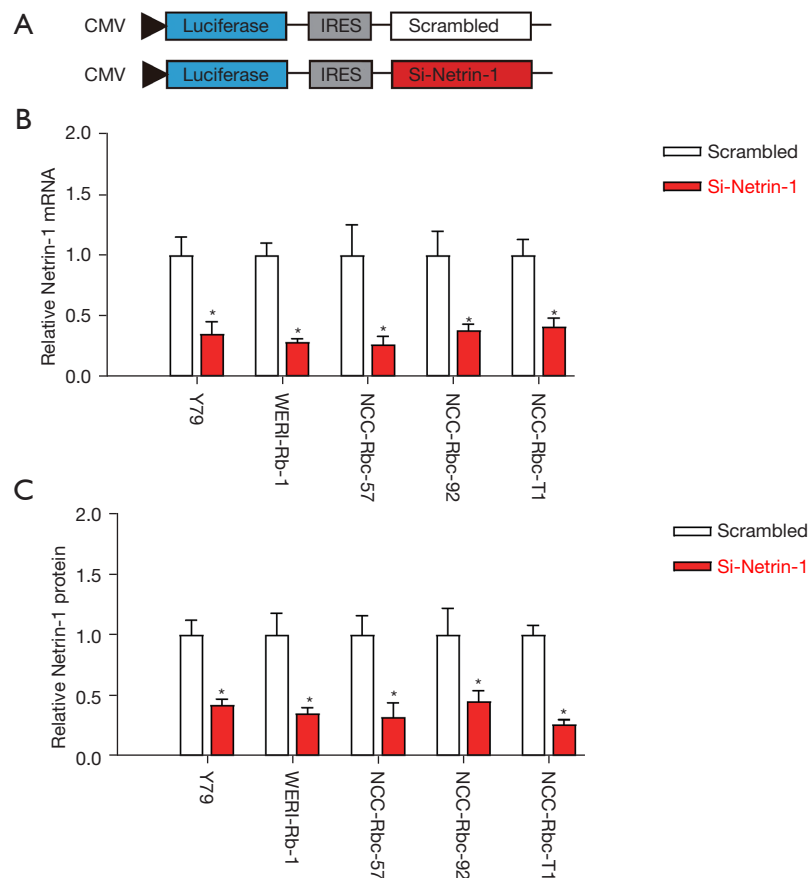 A
CMV Luciferase IRES Scrambled
CMV Luciferase IRES Si-Netrin-1
B
Relative Netrin-1 mRNA
2.0
1.5
1.0
0.5
0.0
* * * * *
Y79
WERI-Rb-1
NCC-Rbc-57
NCC-Rbc-92
NCC-Rbc-T1
Scrambled
Si-Netrin-1
C
Relative Netrin-1 protein
2.0
1.5
1.0
0.5
0.0
* * * * *
Y79
WERI-Rb-1
NCC-Rbc-57
NCC-Rbc-92
NCC-Rbc-T1
Scrambled
Si-Netrin-1